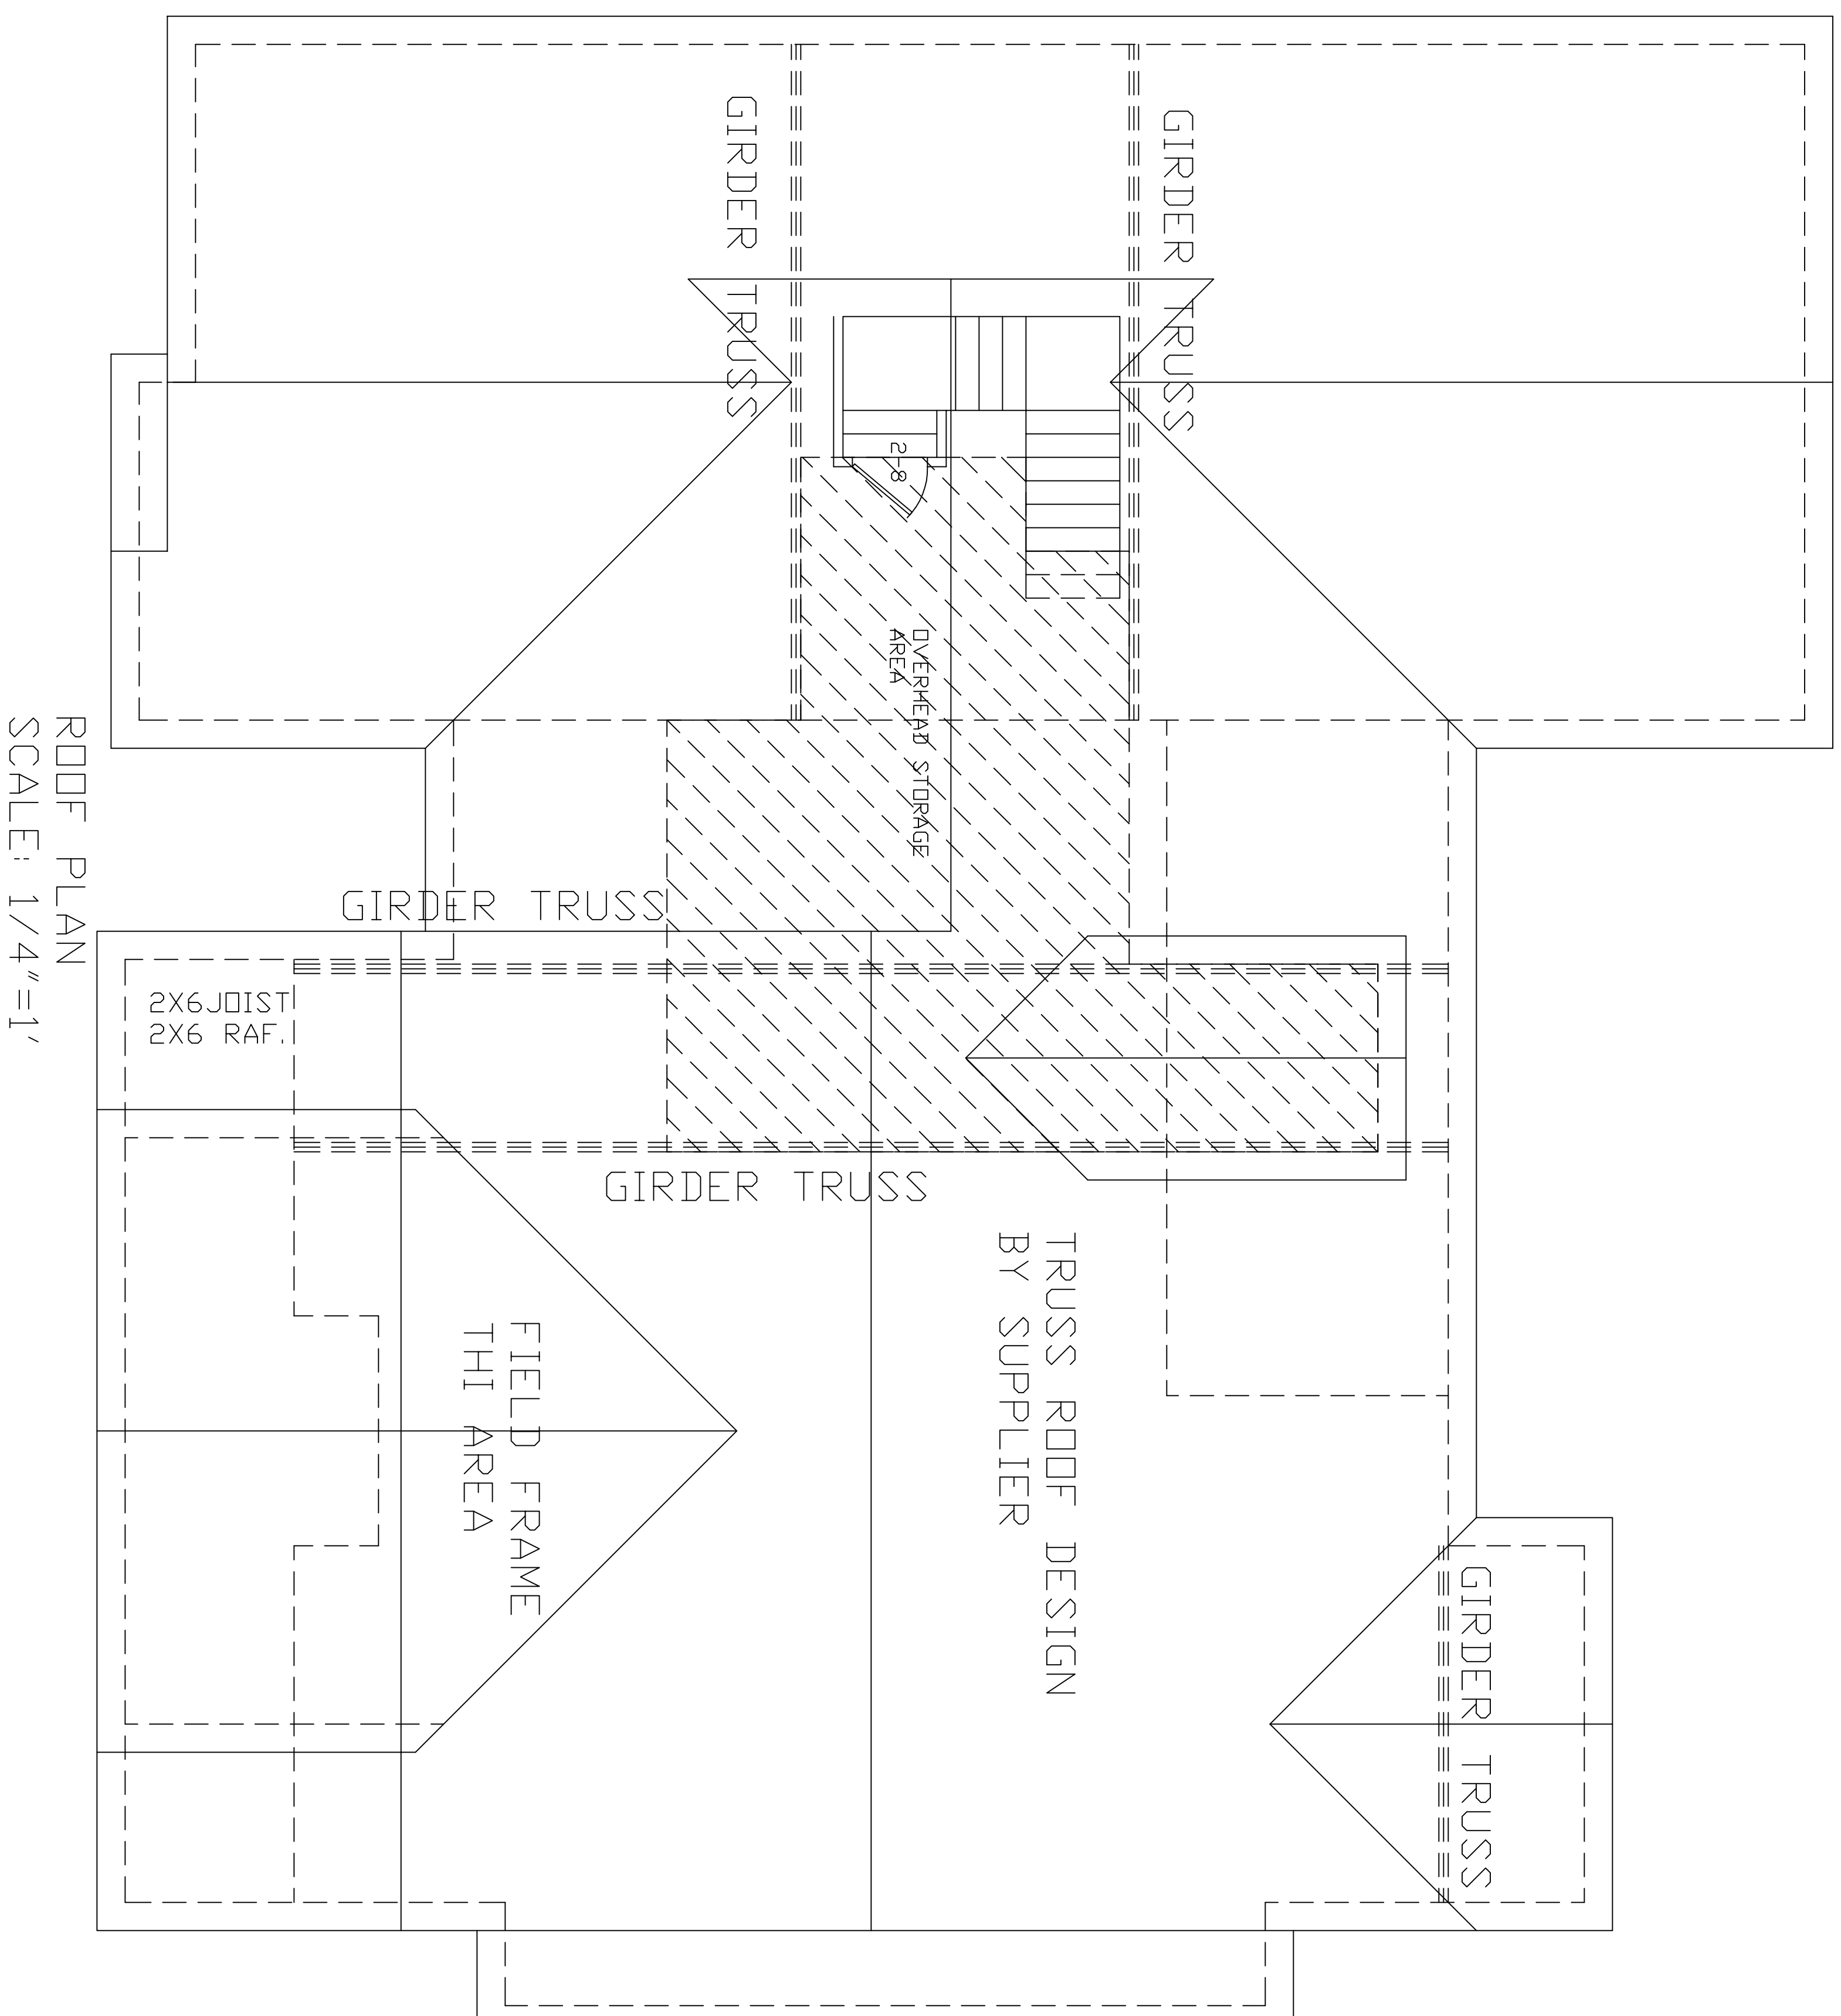 GIRDER TRUSS
GIRDER TRUSS
2-8
OVERHEAD STORAGE
AREA
GIRDER TRUSS
2X6JOIST
2X6 RAF.
GIRDER TRUSS
TRUSS ROOF DESIGN
BY SUPPLIER
FIELD FRAME
THI AREA
GIRDER TRUSS
ROOF PLAN
SCALE: 1/4"=1'